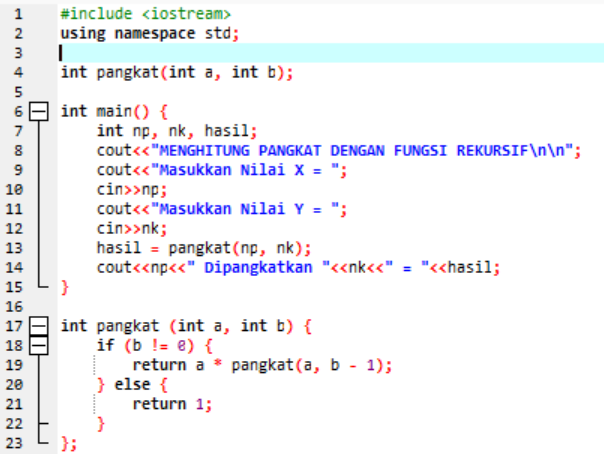 1 #include <iostream>
2 using namespace std;
3
4 int pangkat(int a, int b);
5
6 int main() {
7 int np, nk, hasil;
8 cout<<"MENGHITUNG PANGKAT DENGAN FUNGSI REKURSIF\n\n";
9 cout<<"Masukkan Nilai X = ";
10 cin>>np;
11 cout<<"Masukkan Nilai Y = ";
12 cin>>nk;
13 hasil = pangkat(np, nk);
14 cout<<np<<" Dipangkatkan "<<nk<<" = "<<hasil;
15 }
16
17 int pangkat (int a, int b) {
18 if (b != 0) {
19 return a * pangkat(a, b - 1);
20 } else {
21 return 1;
22 }
23 };